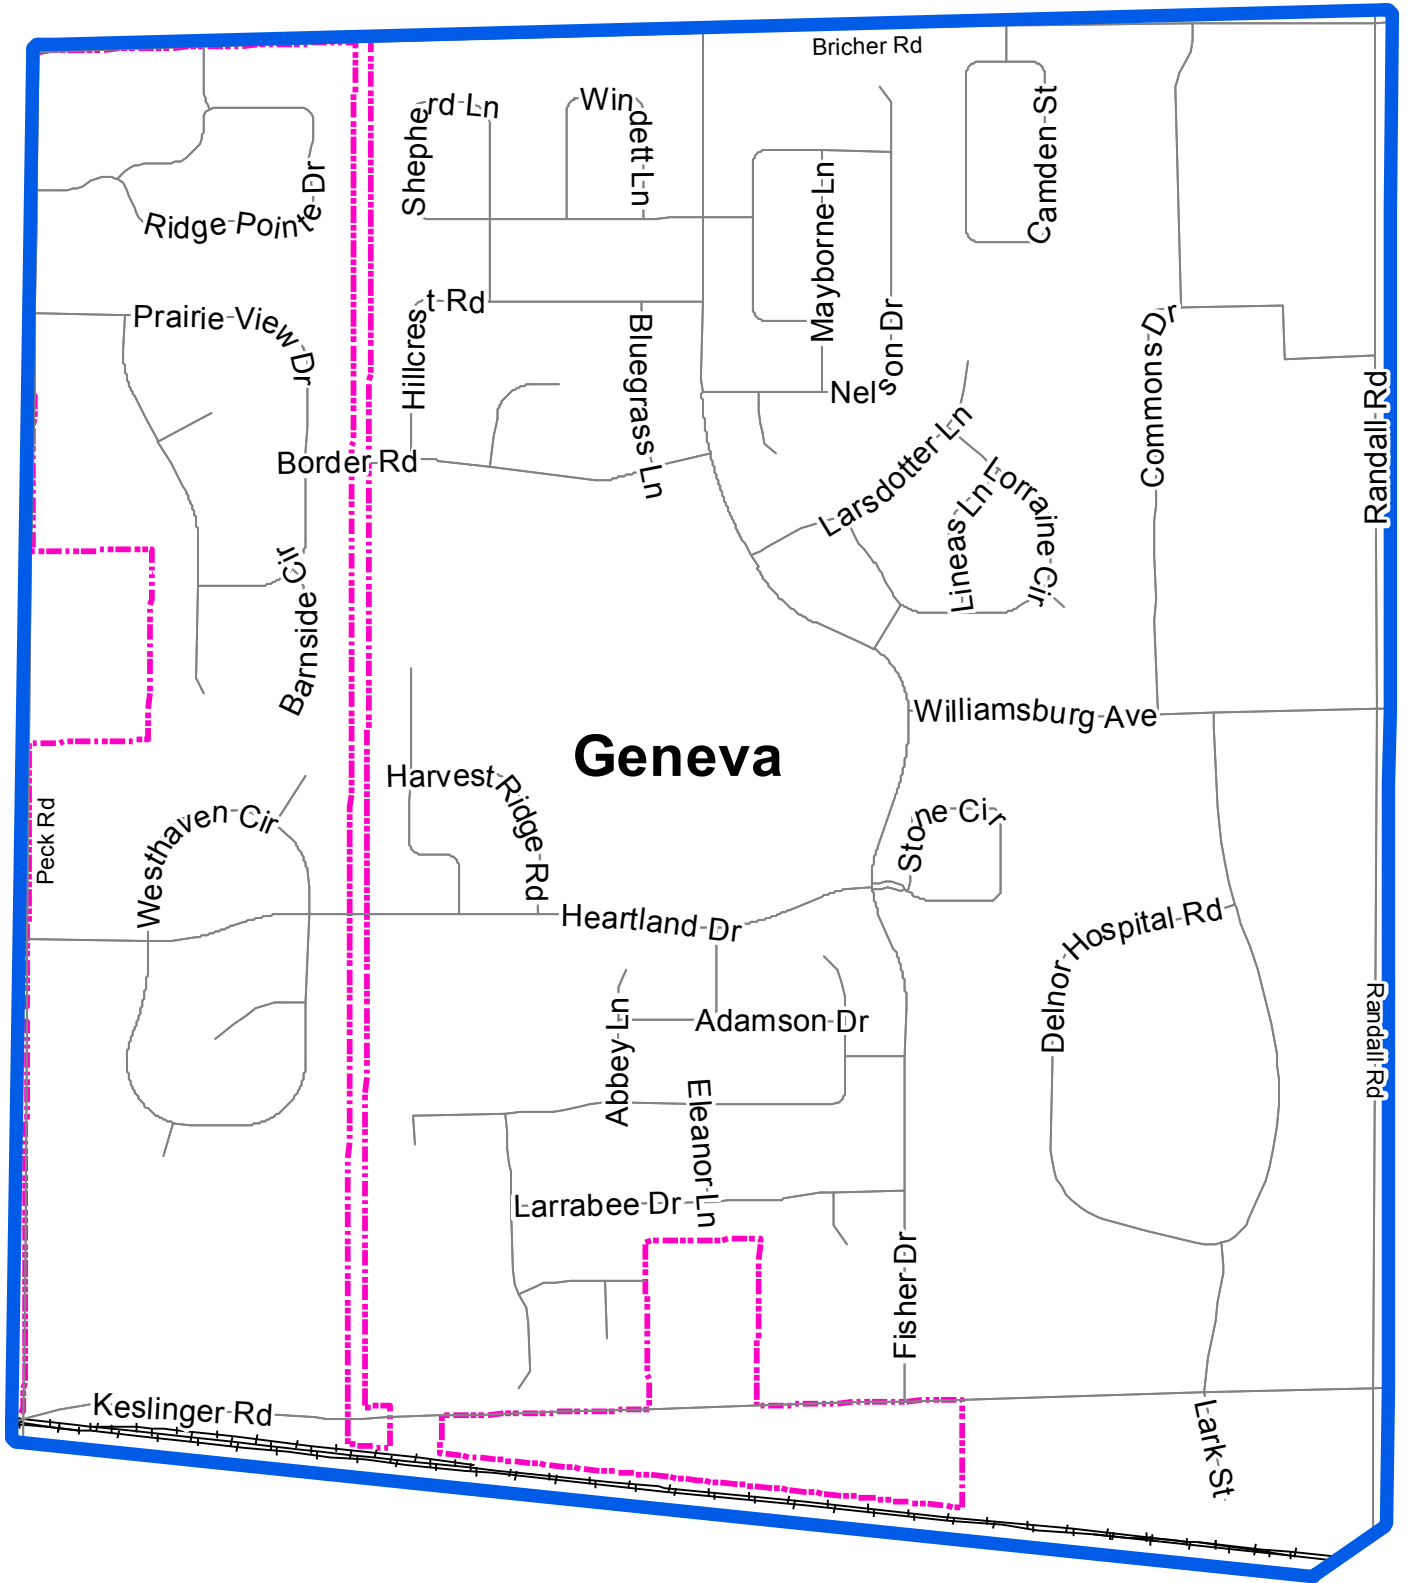 Bricher Rd
Shepherd Ln
Windett Ln
Camden St
Mayborne Ln
Ridge Pointe Dr
Prairie View Dr
Hillcrest Rd
Bluegrass Ln
Nelson Dr
Commons Dr
Randall Rd
Border Rd
Larsdotter Ln
Lorraine Cir
Lineas Ln
Barnside Cir
Williamsburg Ave
Geneva
Harvest Ridge Rd
Peck Rd
Westhaven Cir
Stone Cir
Heartland Dr
Delnor Hospital Rd
Abbey Ln
Adamson Dr
Randall Rd
Eleanor Ln
Larrabee Dr
Fisher Dr
Keslinger Rd
Lark St